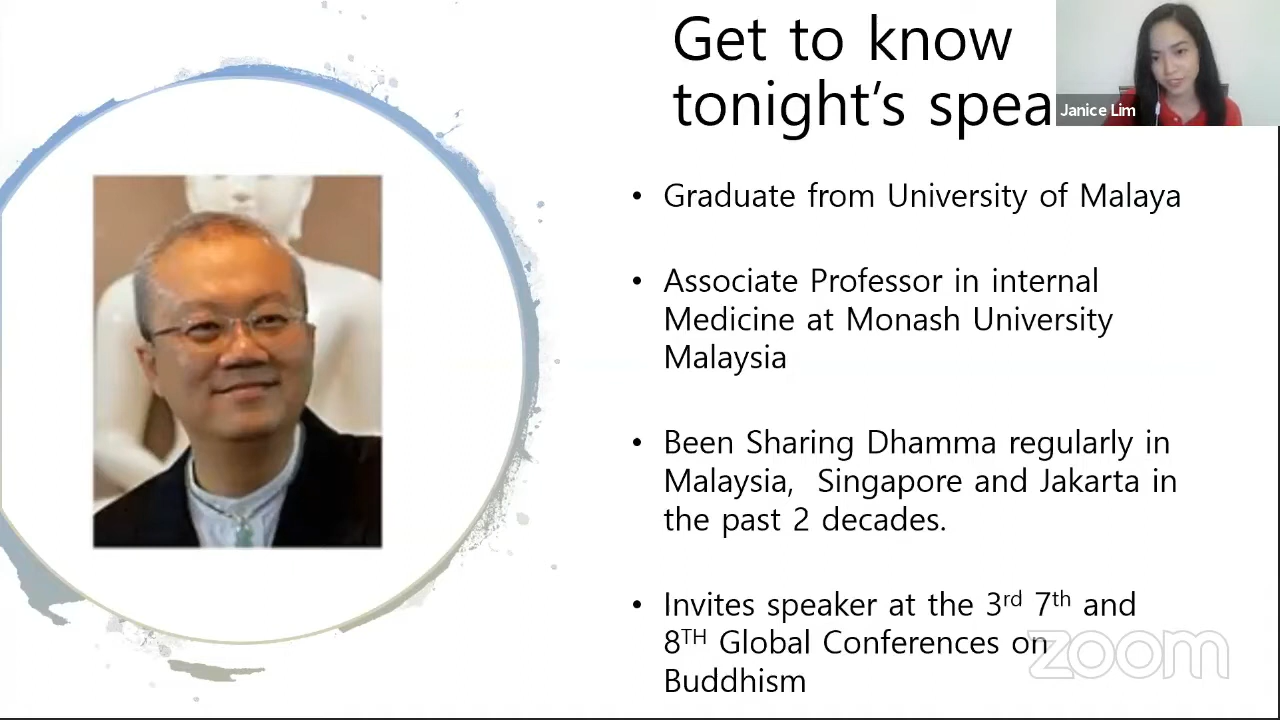 Get to know
tonight's spea
Janice Lim
• Graduate from University of Malaya
• Associate Professor in internal
Medicine at Monash University
Malaysia
• Been Sharing Dhamma regularly in
Malaysia, Singapore and Jakarta in
the past 2 decades.
• Invites speaker at the 3rd 7th and
8TH Global Conferences on
Buddhism
zoom